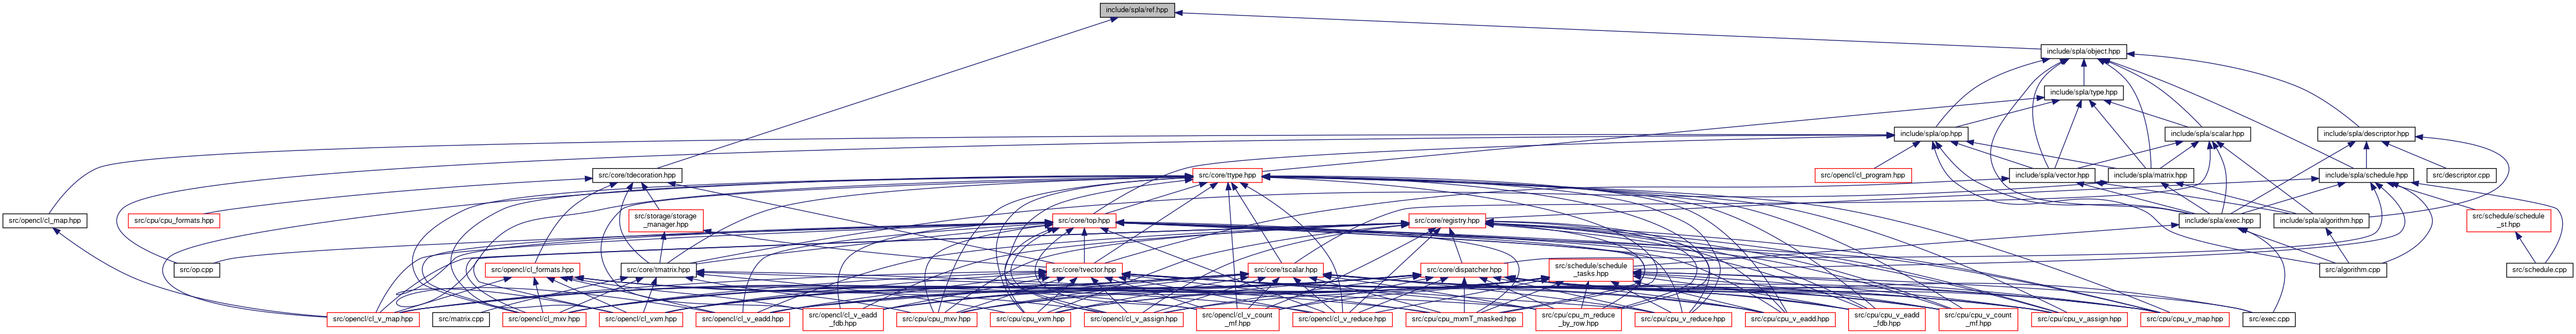 include/spla/ref.hpp
include/spla/object.hpp
include/spla/type.hpp
include/spla/op.hpp
include/spla/scalar.hpp
include/spla/descriptor.hpp
src/core/tdecoration.hpp
src/core/ttype.hpp
src/opencl/cl_program.hpp
include/spla/vector.hpp
include/spla/matrix.hpp
include/spla/schedule.hpp
src/descriptor.cpp
src/opencl/cl_map.hpp
src/cpu/cpu_formats.hpp
src/storage/storage
_manager.hpp
src/core/top.hpp
src/core/registry.hpp
include/spla/exec.hpp
include/spla/algorithm.hpp
src/schedule/schedule
_st.hpp
src/op.cpp
src/opencl/cl_formats.hpp
src/core/tmatrix.hpp
src/core/tvector.hpp
src/core/tscalar.hpp
src/core/dispatcher.hpp
src/schedule/schedule
_tasks.hpp
src/algorithm.cpp
src/schedule.cpp
src/opencl/cl_v_map.hpp
src/matrix.cpp
src/opencl/cl_mxv.hpp
src/opencl/cl_vxm.hpp
src/opencl/cl_v_eadd.hpp
src/opencl/cl_v_eadd
_fdb.hpp
src/cpu/cpu_mxv.hpp
src/cpu/cpu_vxm.hpp
src/opencl/cl_v_assign.hpp
src/opencl/cl_v_count
_mf.hpp
src/opencl/cl_v_reduce.hpp
src/cpu/cpu_mxmT_masked.hpp
src/cpu/cpu_m_reduce
_by_row.hpp
src/cpu/cpu_v_reduce.hpp
src/cpu/cpu_v_eadd.hpp
src/cpu/cpu_v_eadd
_fdb.hpp
src/cpu/cpu_v_count
_mf.hpp
src/cpu/cpu_v_assign.hpp
src/cpu/cpu_v_map.hpp
src/exec.cpp